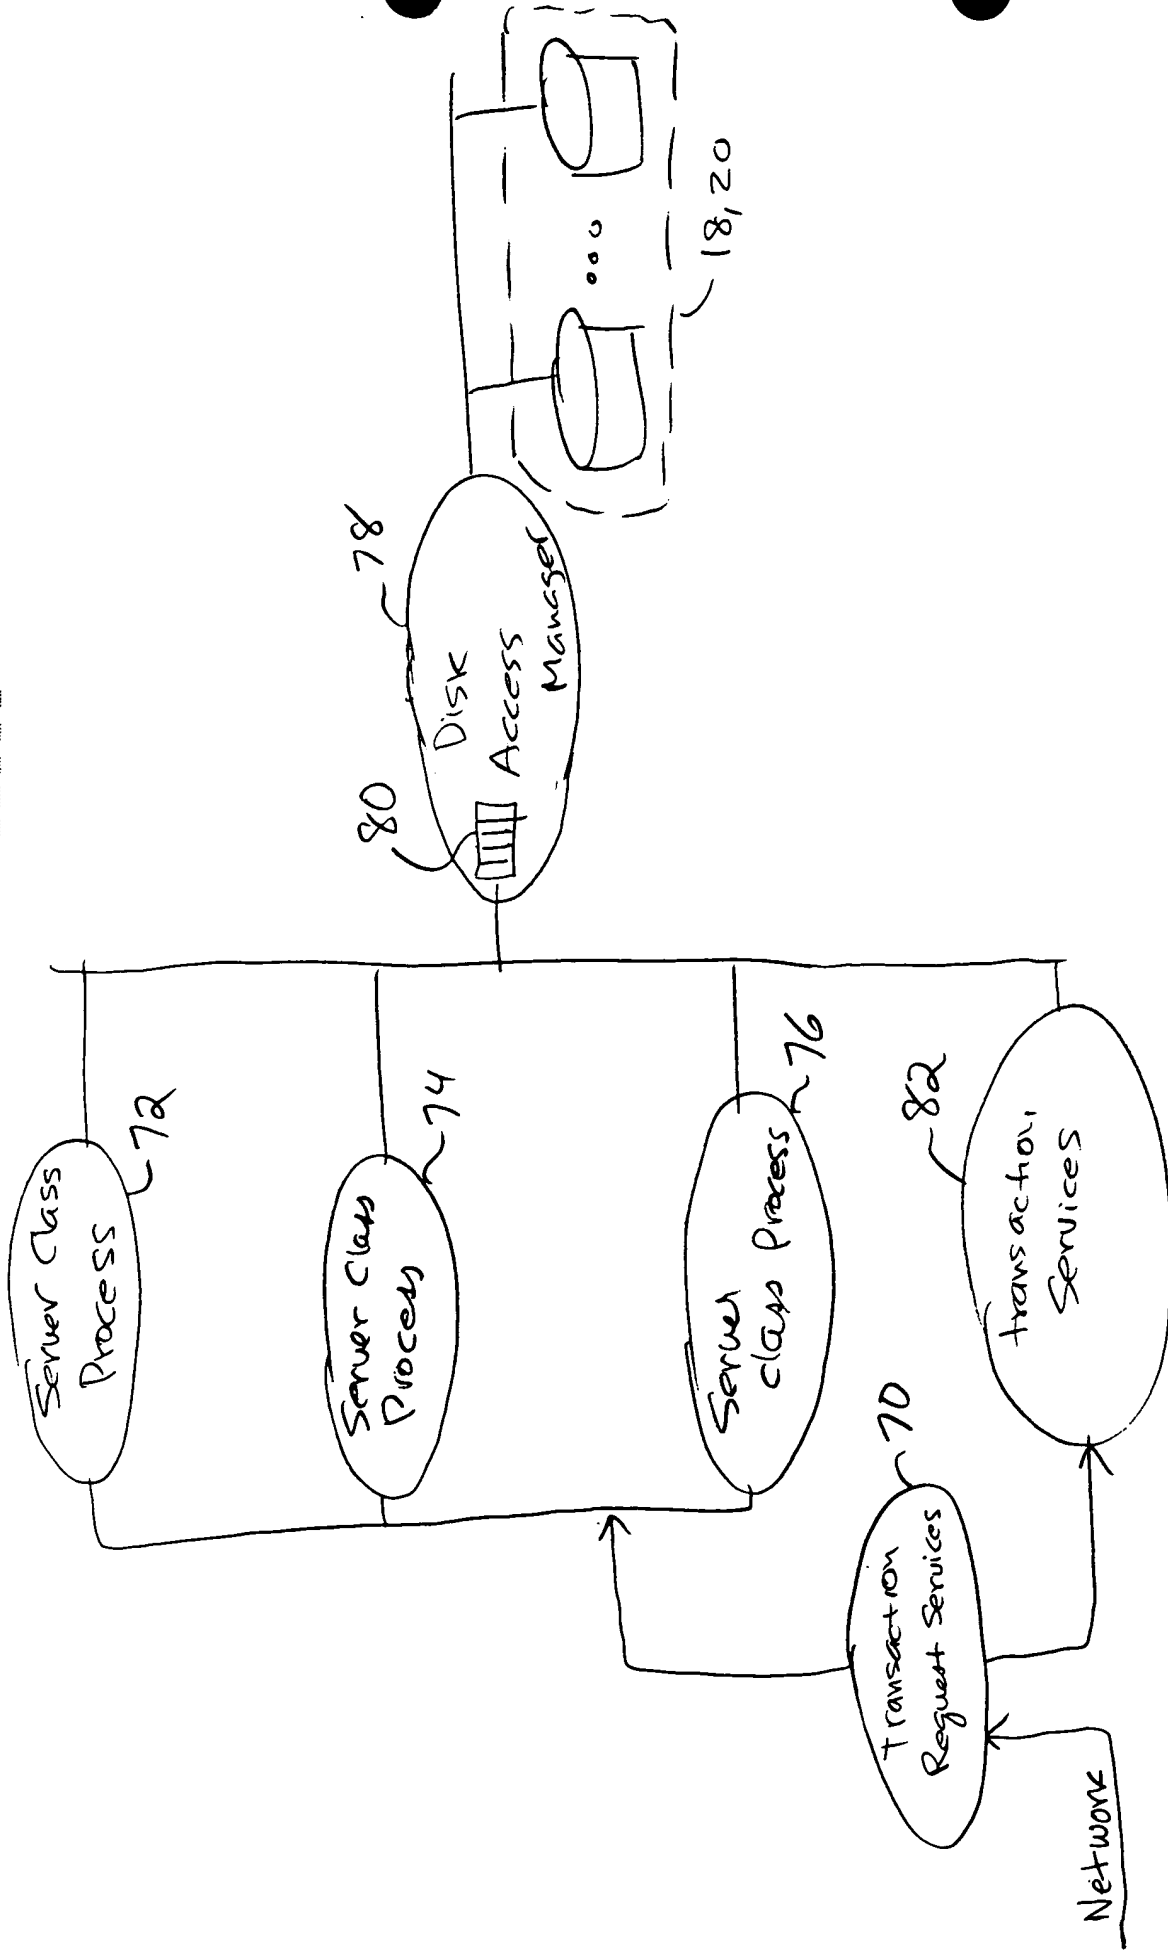 Server Class
Process
72
Server Class
Process
74
Server
Class Process
76
Transaction
Services
82
Transaction
Request Services
70
Network
80
Disk
Access
Manager
78
18, 20